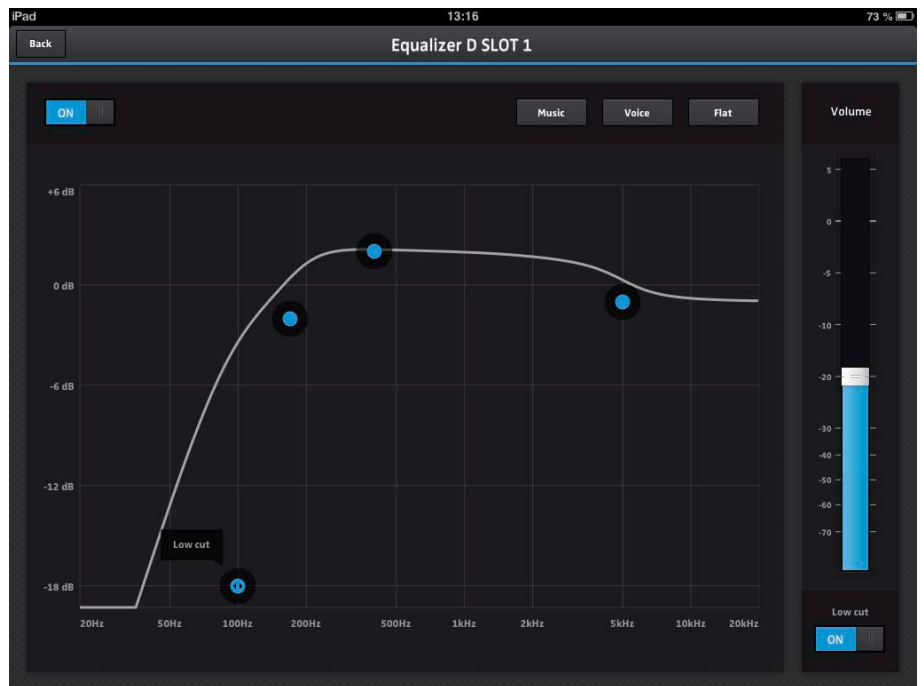 iPad 13:16 73 %
Back Equalizer D SLOT 1
ON Music Voice Flat Volume
+6 dB
0 dB
-6 dB
-12 dB
-18 dB
Low cut
20Hz 50Hz 100Hz 200Hz 500Hz 1kHz 2kHz 5kHz 10kHz 20kHz
5
0
-5
-10
-20
-30
-40
-50
-60
-70
Low cut
ON